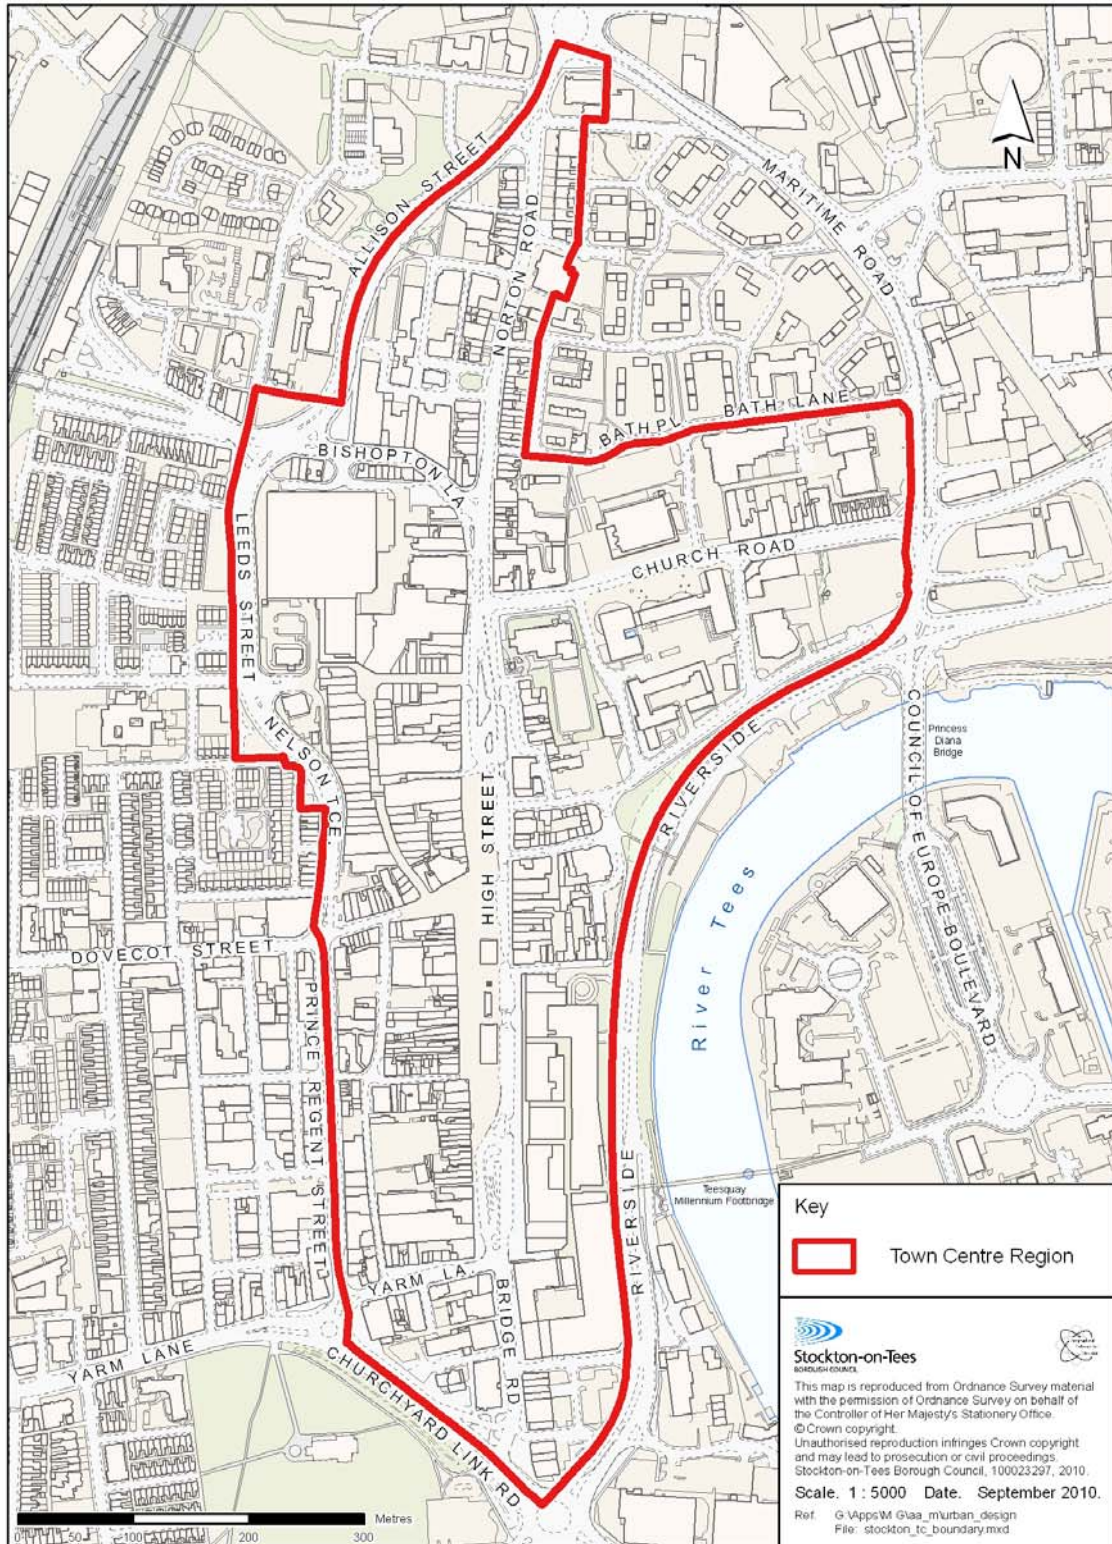 N
ALLISON STREET
NORTON ROAD
MARITIME ROAD
BATH PL
BATH LANE
BISHOPTON LA
LEEDS STREET
CHURCH ROAD
NELSON TCE.
RIVERSIDE
COUNCIL OF EUROPE BOULEVARD
Princess
Diana
Bridge
HIGH STREET
River Tees
DOVECOT STREET
PRINCE REGENT STREET
RIVERSIDE
Teesquay
Millennium Footbridge
YARM LA
BRIDGE RD
YARM LANE
CHURCHYARD LINK RD
Key
Town Centre Region
Stockton-on-Tees
BOROUGH COUNCIL
This map is reproduced from Ordnance Survey material
with the permission of Ordnance Survey on behalf of
the Controller of Her Majesty's Stationery Office.
© Crown copyright.
Unauthorised reproduction infringes Crown copyright
and may lead to prosecution or civil proceedings.
Stockton-on-Tees Borough Council, 100023297, 2010.
Scale. 1 : 5000 Date. September 2010.
Ref. G:\Apps\M G\aa_m\urban_design
File: stockton_tc_boundary.mxd
Metres
0 50 100 200 300